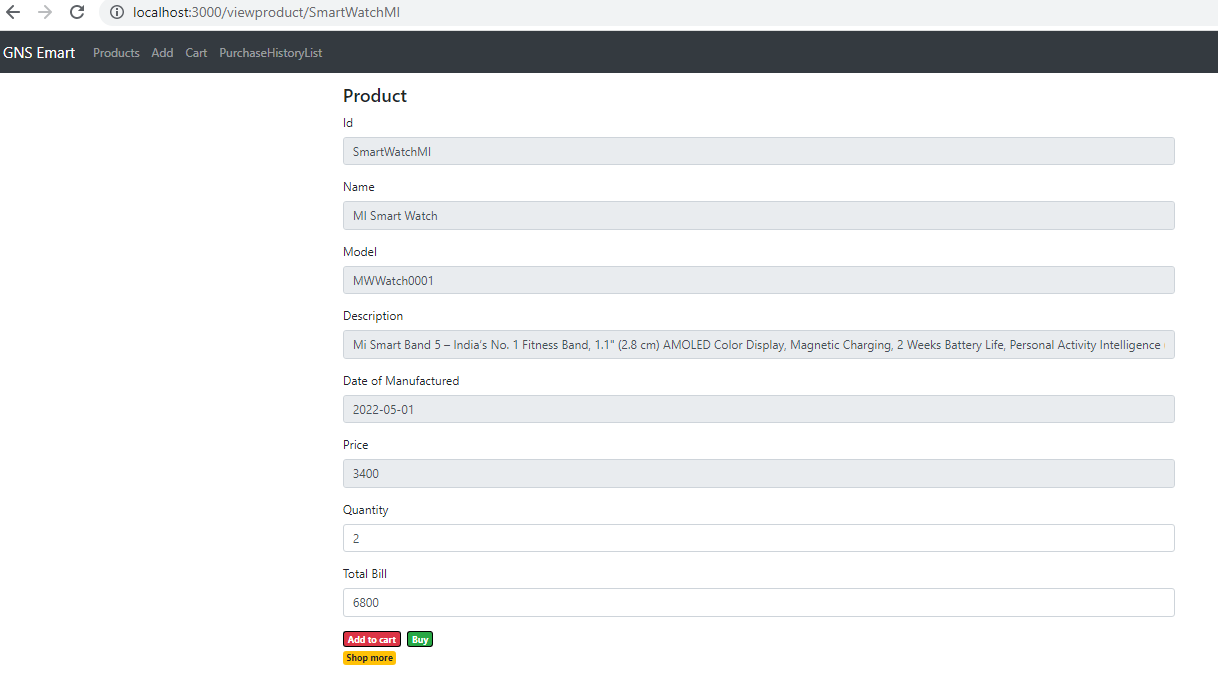 localhost:3000/viewproduct/SmartWatchMI
GNS Emart Products Add Cart PurchaseHistoryList
Product
Id
SmartWatchMI
Name
MI Smart Watch
Model
MWWatch0001
Description
Mi Smart Band 5 – India's No. 1 Fitness Band, 1.1" (2.8 cm) AMOLED Color Display, Magnetic Charging, 2 Weeks Battery Life, Personal Activity Intelligence
Date of Manufactured
2022-05-01
Price
3400
Quantity
2
Total Bill
6800
Add to cart Buy
Shop more